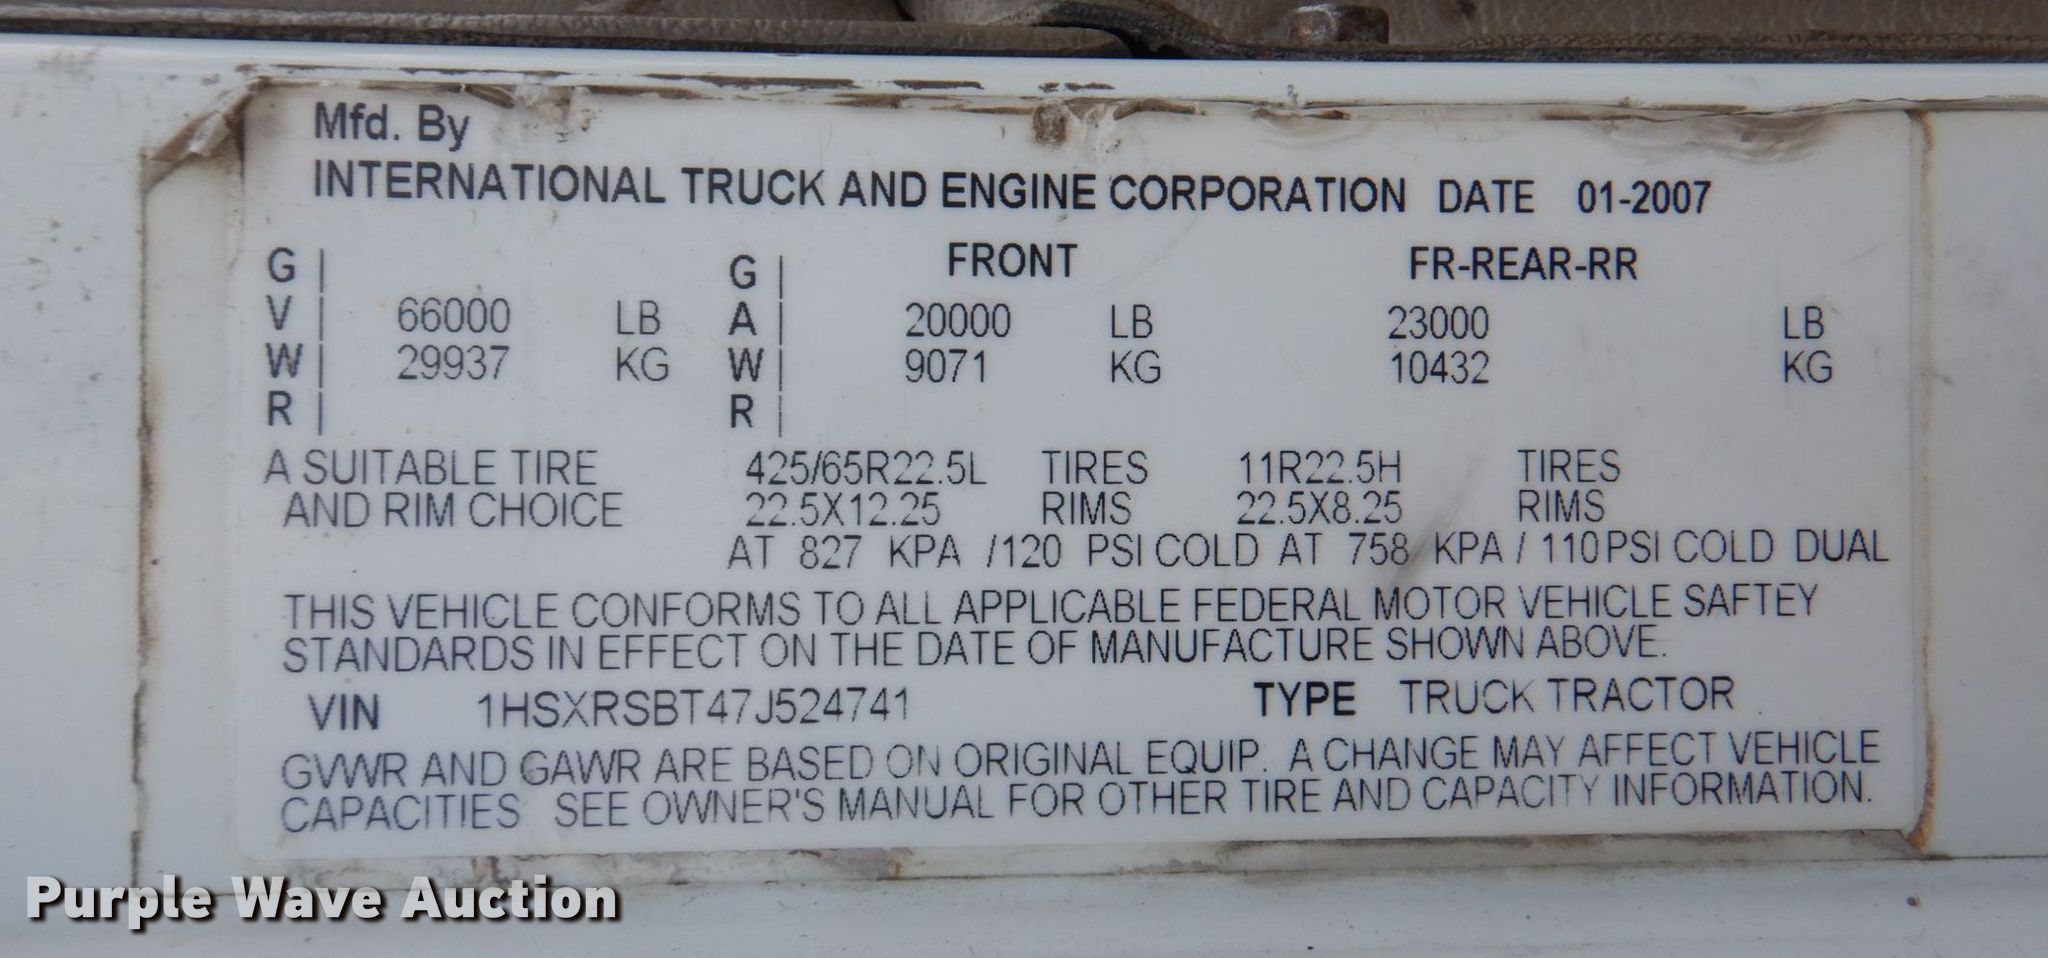 Mfd. By
INTERNATIONAL TRUCK AND ENGINE CORPORATION DATE 01-2007
G | G | FRONT FR-REAR-RR
V | 66000 LB A | 20000 LB 23000 LB
W | 29937 KG W | 9071 KG 10432 KG
R | R |
A SUITABLE TIRE 425/65R22.5L TIRES 11R22.5H TIRES
AND RIM CHOICE 22.5X12.25 RIMS 22.5X8.25 RIMS
AT 827 KPA /120 PSI COLD AT 758 KPA / 110PSI COLD DUAL
THIS VEHICLE CONFORMS TO ALL APPLICABLE FEDERAL MOTOR VEHICLE SAFTEY
STANDARDS IN EFFECT ON THE DATE OF MANUFACTURE SHOWN ABOVE.
VIN 1HSXRSBT47J524741 TYPE TRUCK TRACTOR
GVWR AND GAWR ARE BASED ON ORIGINAL EQUIP. A CHANGE MAY AFFECT VEHICLE
CAPACITIES SEE OWNER'S MANUAL FOR OTHER TIRE AND CAPACITY INFORMATION.
Purple Wave Auction